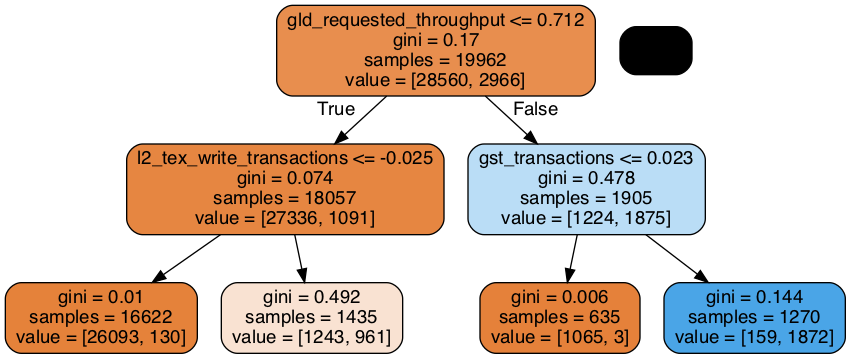 gld_requested_throughput <= 0.712
gini = 0.17
samples = 19962
value = [28560, 2966]
True
False
l2_tex_write_transactions <= -0.025
gini = 0.074
samples = 18057
value = [27336, 1091]
gst_transactions <= 0.023
gini = 0.478
samples = 1905
value = [1224, 1875]
gini = 0.01
samples = 16622
value = [26093, 130]
gini = 0.492
samples = 1435
value = [1243, 961]
gini = 0.006
samples = 635
value = [1065, 3]
gini = 0.144
samples = 1270
value = [159, 1872]